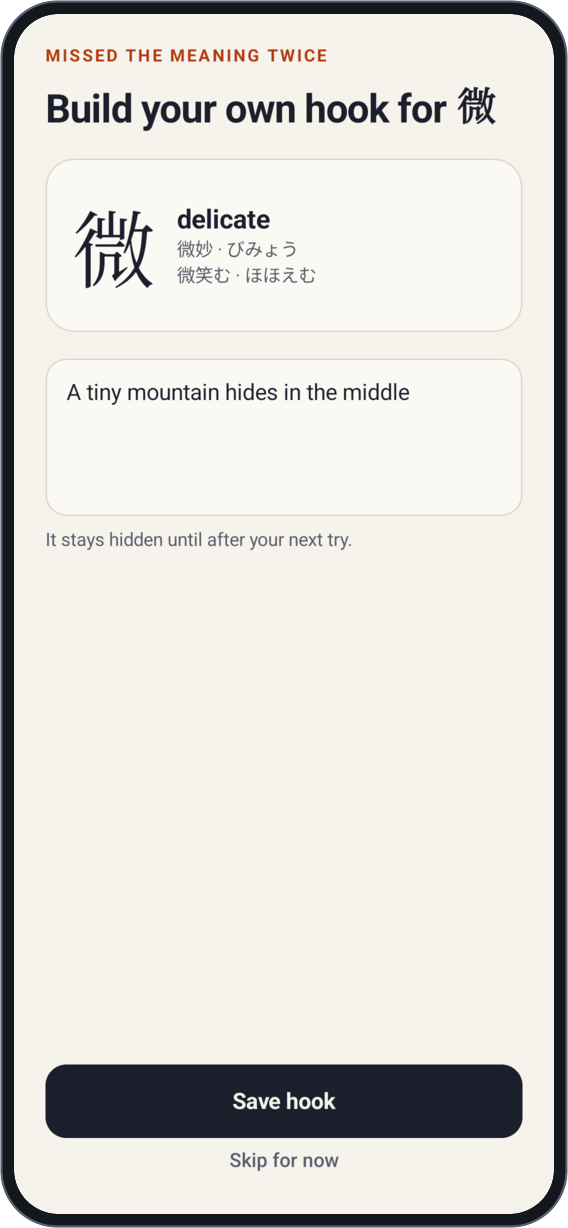 MISSED THE MEANING TWICE
Build your own hook for 微
微
delicate
微妙 · びみょう
微笑む · ほほえむ
A tiny mountain hides in the middle
It stays hidden until after your next try.
Save hook
Skip for now